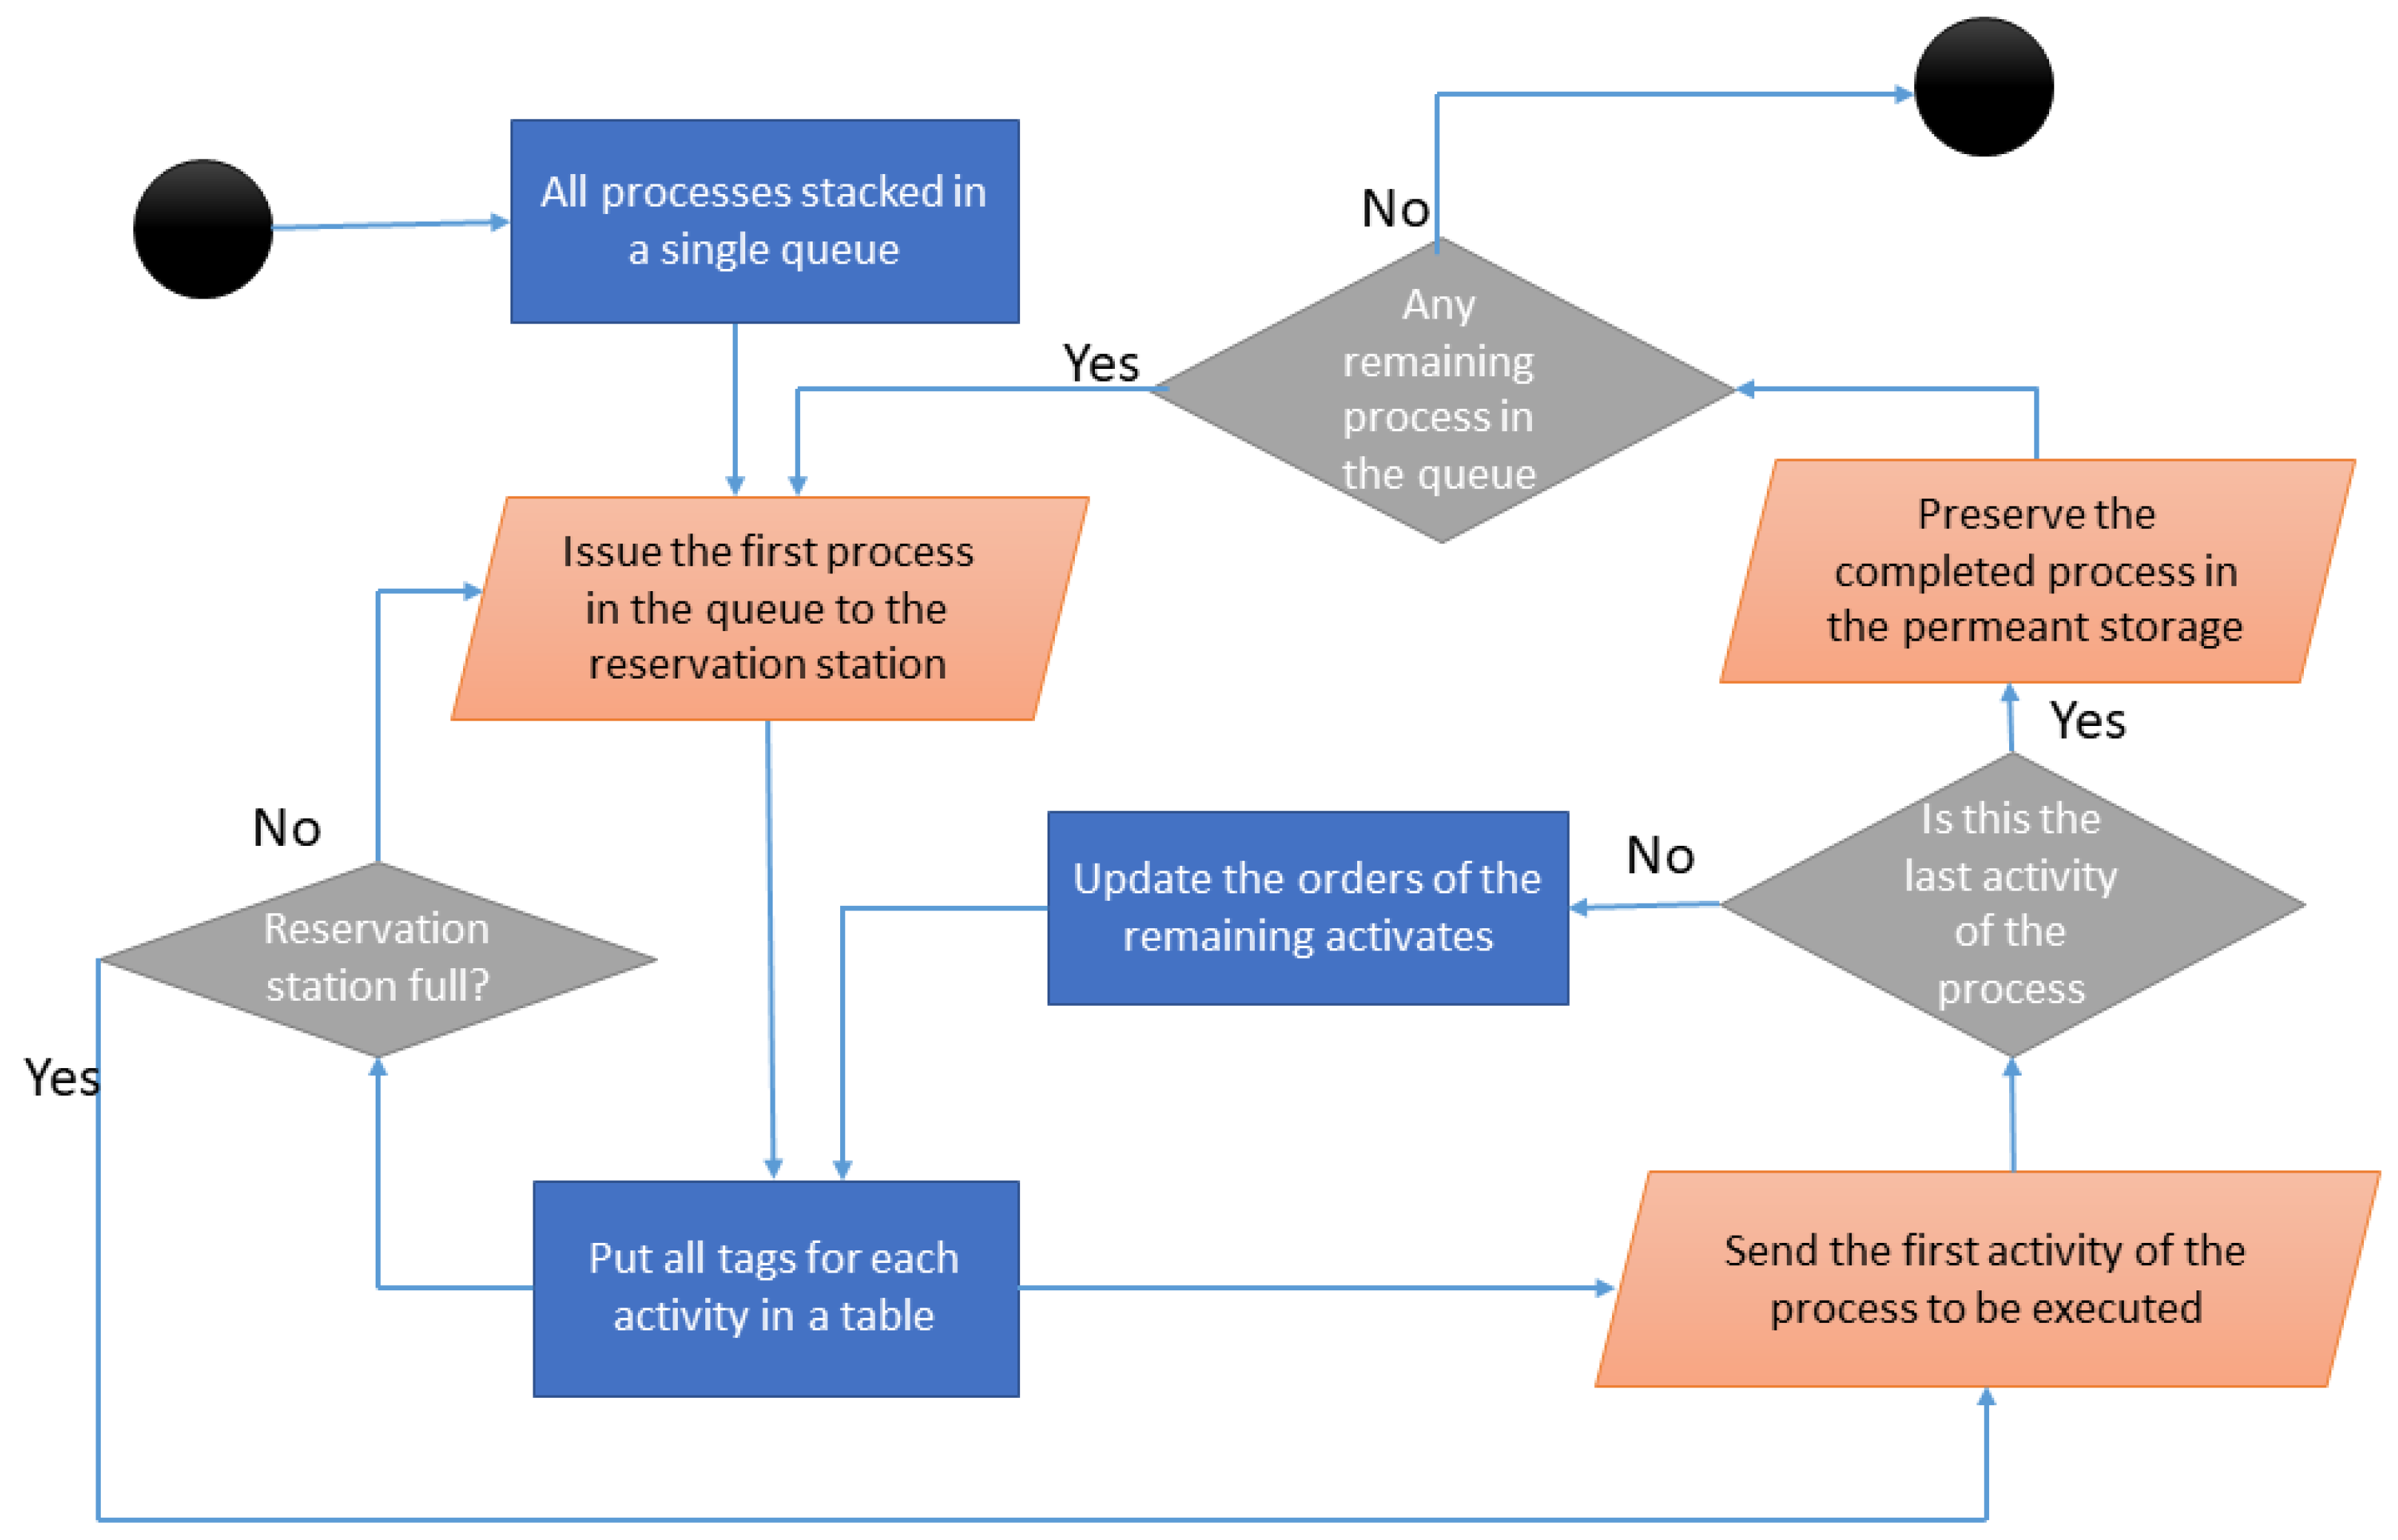 All processes stacked in
a single queue
No
Any
remaining
process in
the queue
Yes
Issue the first process
in the queue to the
reservation station
Preserve the
completed process in
the permeant storage
Yes
No
Reservation
station full?
Yes
Update the orders of the
remaining activates
No
Is this the
last activity
of the
process
Put all tags for each
activity in a table
Send the first activity of the
process to be executed